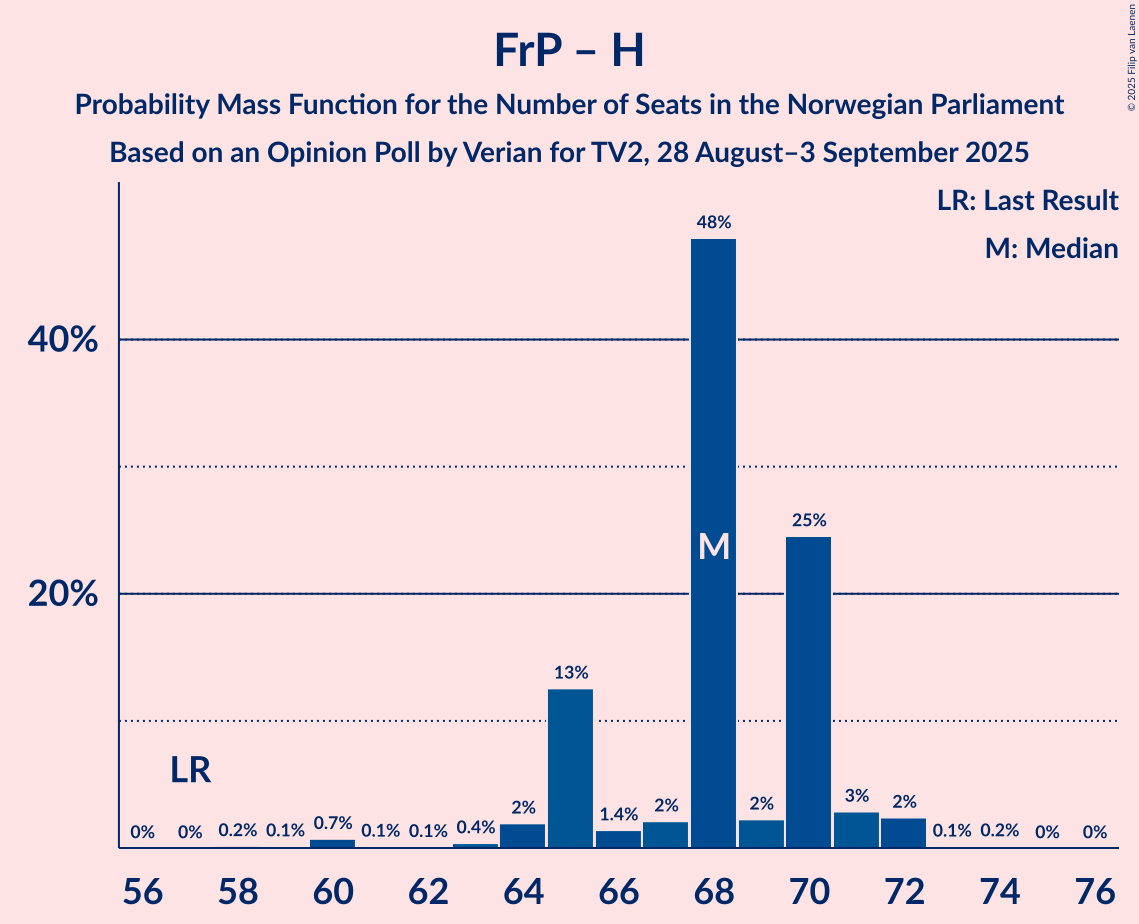 © 2025 Filip van Laenen
FrP – H
Probability Mass Function for the Number of Seats in the Norwegian Parliament
Based on an Opinion Poll by Verian for TV2, 28 August–3 September 2025
LR: Last Result
M: Median
40%
20%
0%
0%
0.2%
0.1%
0.7%
0.1%
0.1%
0.4%
2%
13%
1.4%
2%
48%
2%
25%
3%
2%
0.1%
0.2%
0%
0%
LR
M
56 58 60 62 64 66 68 70 72 74 76